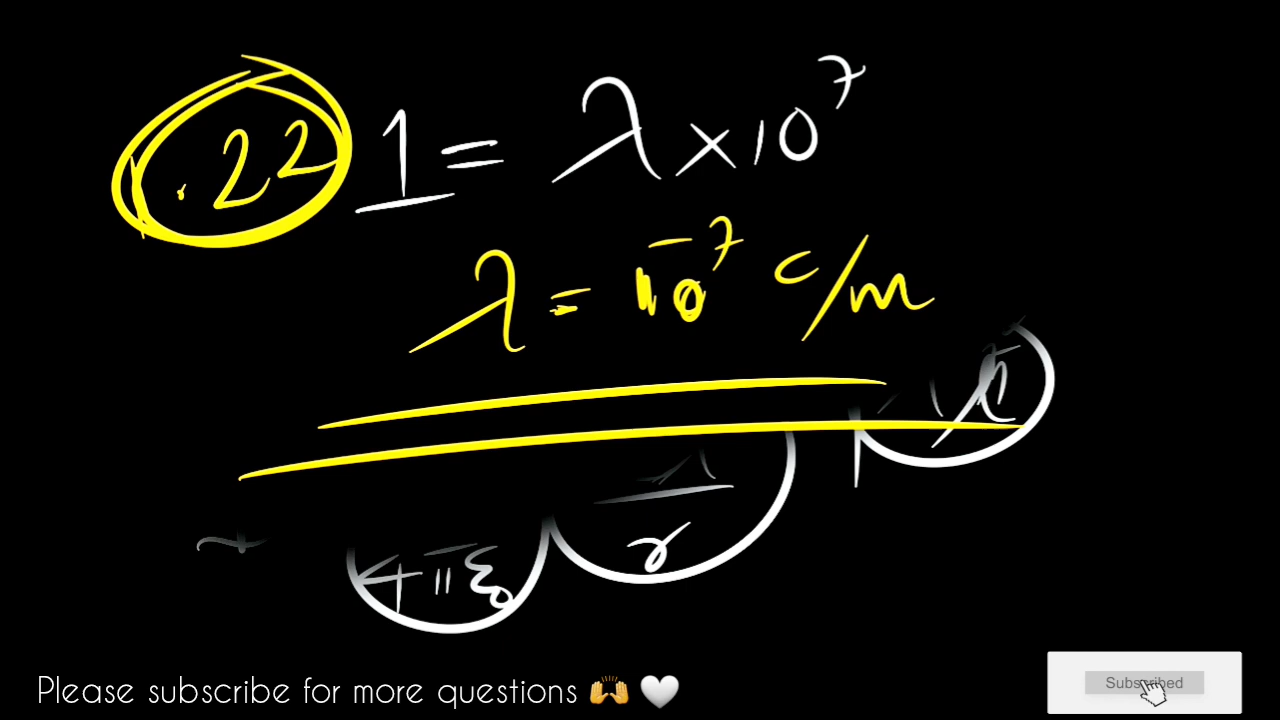 .22 1 = λ × 10⁷
λ = 10⁻⁷ c/m
λ
r
4πε₀
Please subscribe for more questions 🙌 🤍
Subscribed